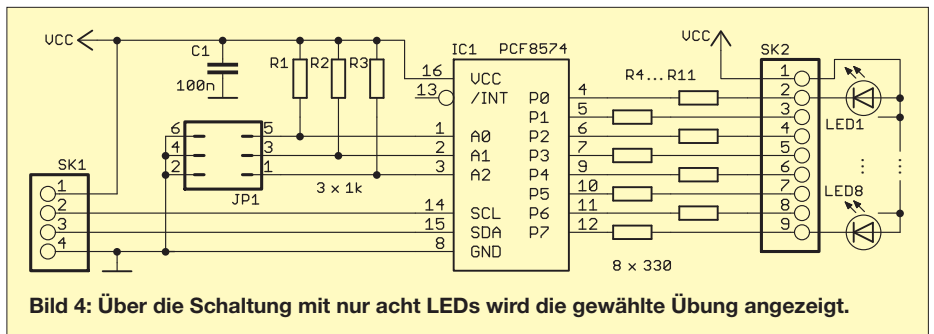 VCC
C1
100n
R1 R2 R3
IC1 PCF8574
VCC
SK2
R4...R11
16 VCC
13 /INT
P0 4
P1 5
P2 6
P3 7
P4 9
P5 10
P6 11
P7 12
1 A0
2 A1
3 A2
14 SCL
15 SDA
8 GND
6 5
4 3
2 1
JP1
3 x 1k
SK1
1
2
3
4
8 x 330
1
2
3
4
5
6
7
8
9
LED1
... ...
LED8
Bild 4: Über die Schaltung mit nur acht LEDs wird die gewählte Übung angezeigt.